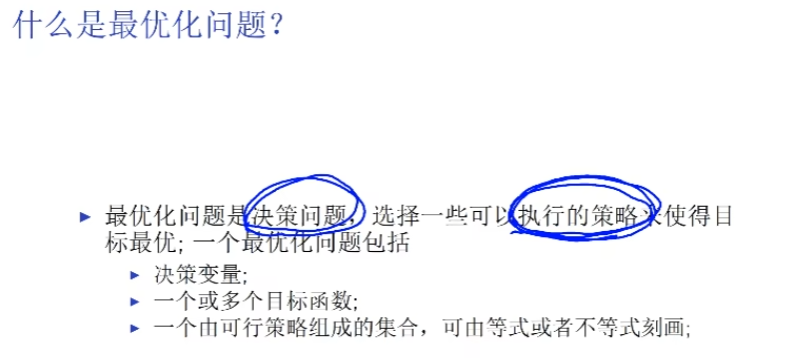 什么是最优化问题？
最优化问题是决策问题，选择一些可以执行的策略来使得目
标最优; 一个最优化问题包括
决策变量;
一个或多个目标函数;
一个由可行策略组成的集合，可由等式或者不等式刻画;